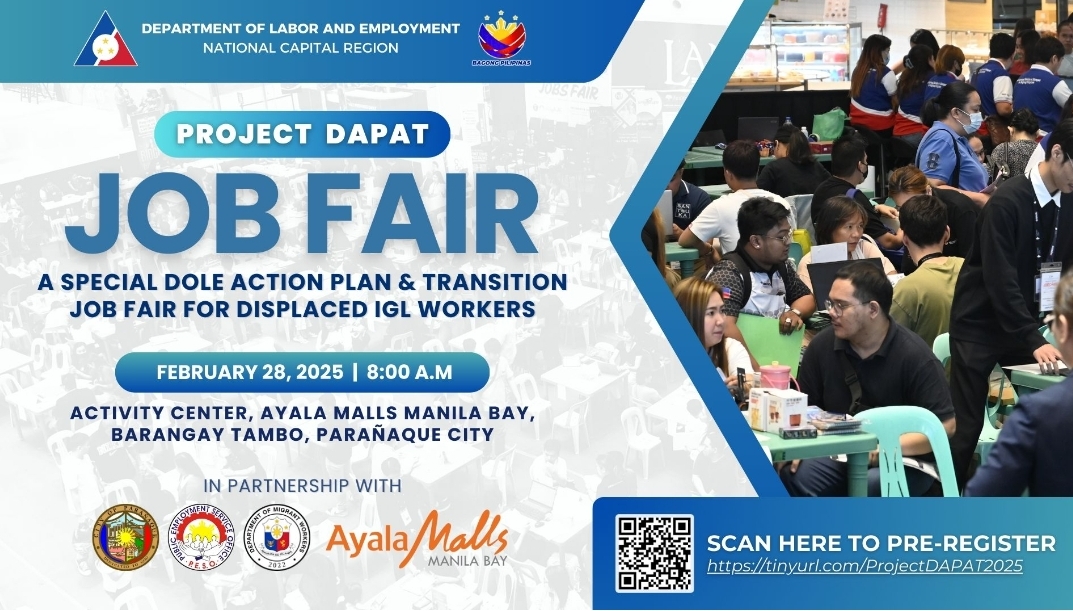 DEPARTMENT OF LABOR AND EMPLOYMENT
NATIONAL CAPITAL REGION
BAGONG PILIPINAS
PROJECT DAPAT
JOB FAIR
A SPECIAL DOLE ACTION PLAN & TRANSITION
JOB FAIR FOR DISPLACED IGL WORKERS
FEBRUARY 28, 2025 | 8:00 A.M
ACTIVITY CENTER, AYALA MALLS MANILA BAY,
BARANGAY TAMBO, PARAÑAQUE CITY
IN PARTNERSHIP WITH
PUBLIC EMPLOYMENT SERVICE OFFICE
P.E.S.O.
DEPARTMENT OF MIGRANT WORKERS
2022
Ayala Malls
MANILA BAY
SCAN HERE TO PRE-REGISTER
https://tinyurl.com/ProjectDAPAT2025